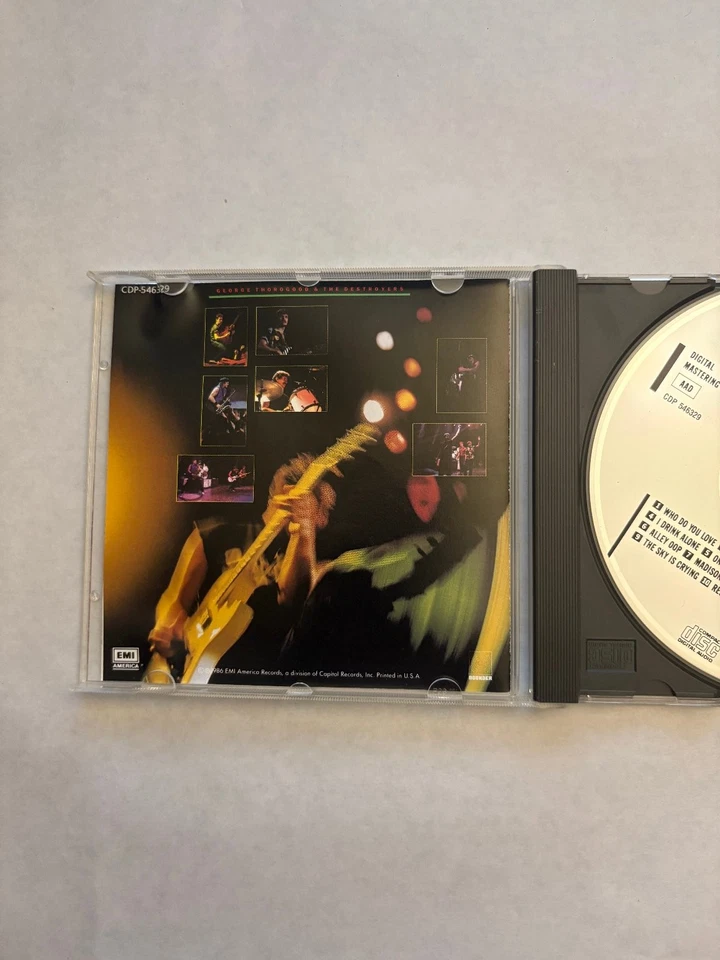 CDP-546329
GEORGE THOROGOOD & THE DESTROYERS
EMI
AMERICA
1986 EMI America Records, a division of Capitol Records, Inc. Printed in U.S.A
ROUNDER
DIGITAL
MASTERING
AAD
CDP 546329
1 WHO DO YOU LOVE
4 I DRINK ALONE 5
6 ALLEY OOP 7
9 THE SKY IS CRYING 10
COMPACT
disc
DIGITAL AUDIO